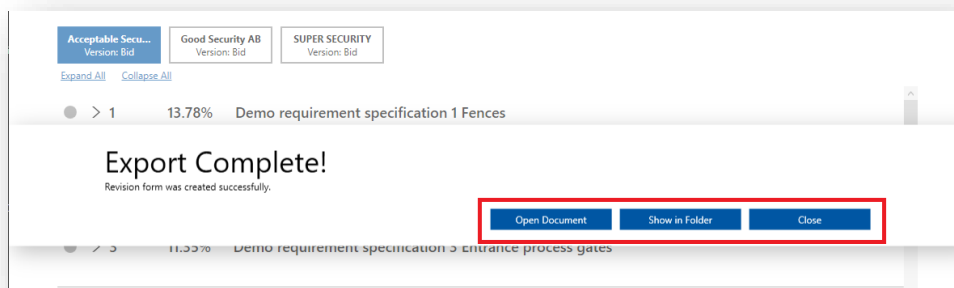 Acceptable Secu...
Version: Bid
Good Security AB
Version: Bid
SUPER SECURITY
Version: Bid
Expand All
Collapse All
1 13.78% Demo requirement specification 1 Fences
Export Complete!
Revision form was created successfully.
Open Document
Show in Folder
Close
3 11.35% Demo requirement specification 3 Entrance process gates